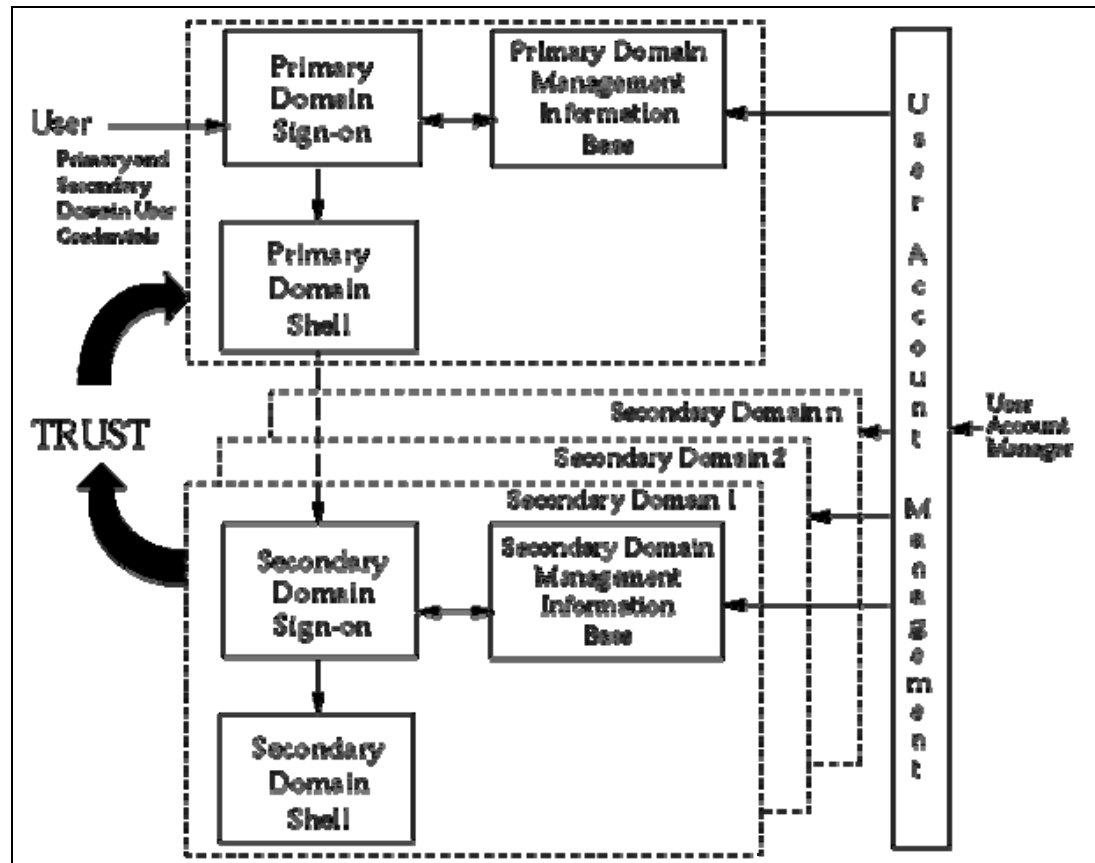 Primary
Domain
Sign-on
Primary Domain
Management
Information
Base
User
Primary and
Secondary
Domain User
Credentials
Primary
Domain
Shell
TRUST
Secondary Domain n
Secondary Domain 2
Secondary Domain 1
Secondary
Domain
Sign-on
Secondary Domain
Management
Information
Base
Secondary
Domain
Shell
User Account Management
User
Account
Manager